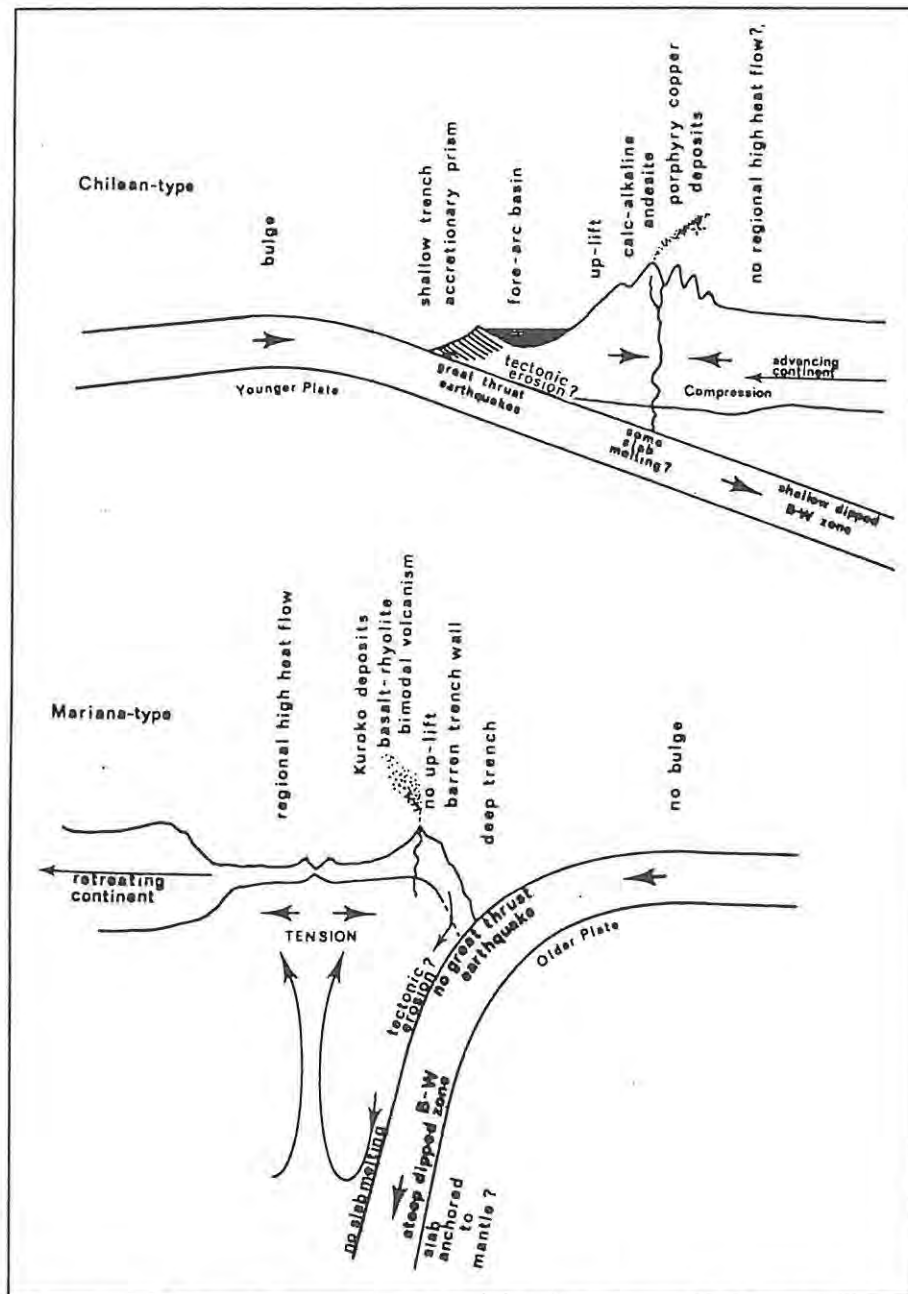 Chilean-type
bulge
shallow trench
accretionary prism
fore-arc basin
up-lift
calc-alkaline
andesite
porphyry copper
deposits
no regional high heat flow?,
Younger Plate
great thrust
earthquakes
tectonic
erosion?
some
slab
melting?
advancing
continent
Compression
shallow dipped
B-W zone
Mariana-type
regional high heat flow
Kuroko deposits
basalt-rhyolite
bimodal volcanism
no up-lift
barren trench wall
deep trench
no bulge
retreating
continent
TENSION
tectonic
erosion?
no great thrust
earthquake
Older Plate
no slab melting
steep dipped B-W
zone
slab
anchored
to
mantle?